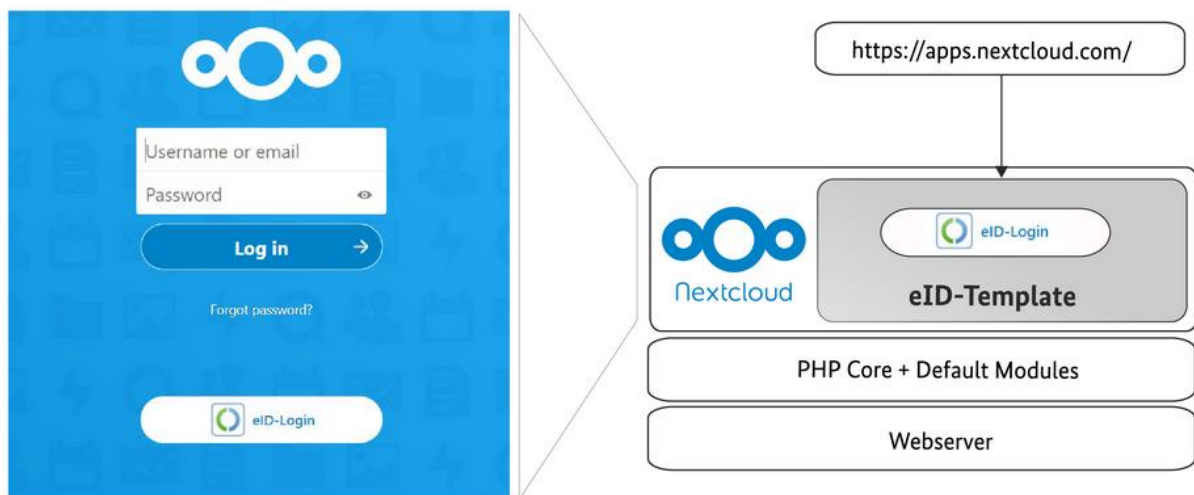 Username or email
Password
Log in
Forgot password?
eID-Login
https://apps.nextcloud.com/
Nextcloud
eID-Login
eID-Template
PHP Core + Default Modules
Webserver